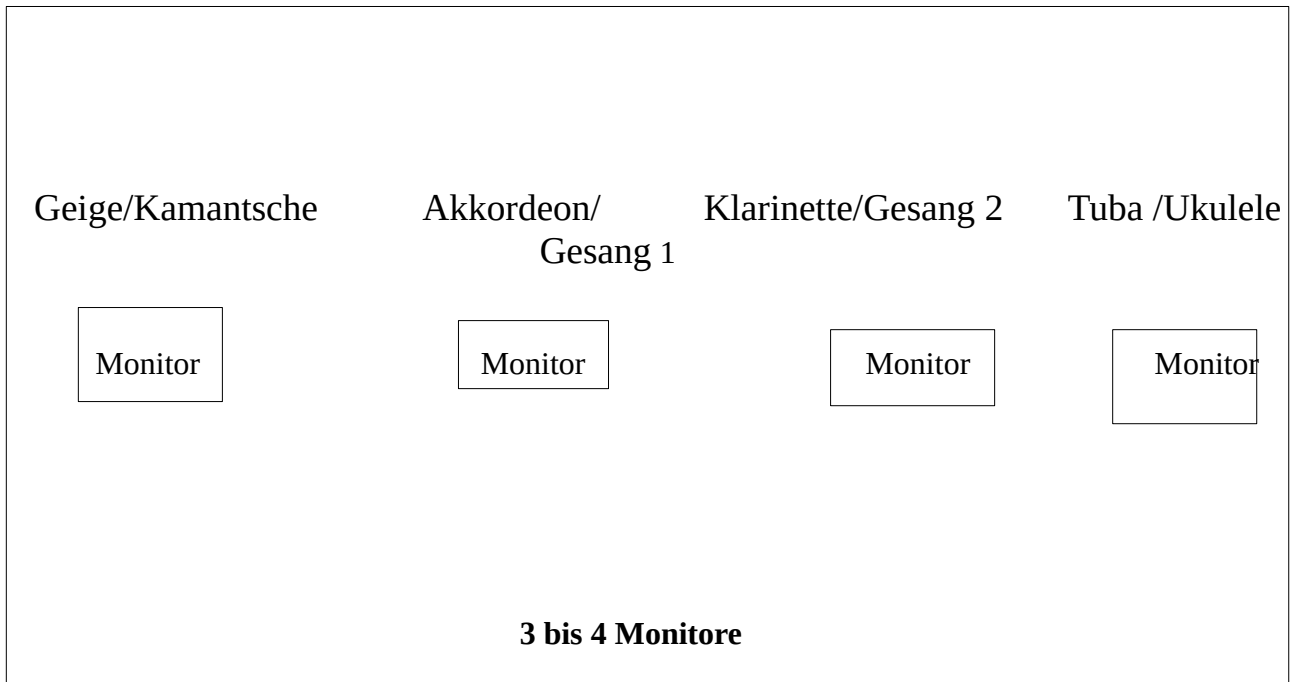 Geige/Kamantsche Akkordeon/ Klarinette/Gesang 2 Tuba /Ukulele
Gesang 1
Monitor Monitor Monitor Monitor
3 bis 4 Monitore